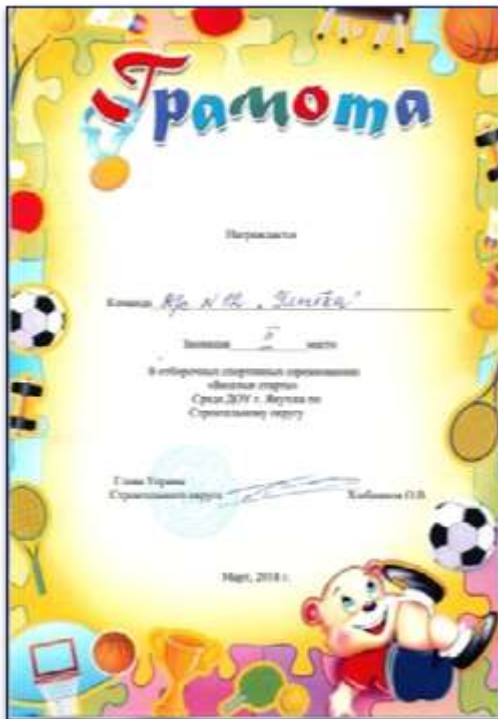 Грамота
Награждается
Команда
Занявшая II место
В отборочных спортивных соревнованиях
«Веселые старты»
Среди ДОУ г. Якутска по
Строительному округу
Глава Управы
Строительного округа
Март, 2018 г.